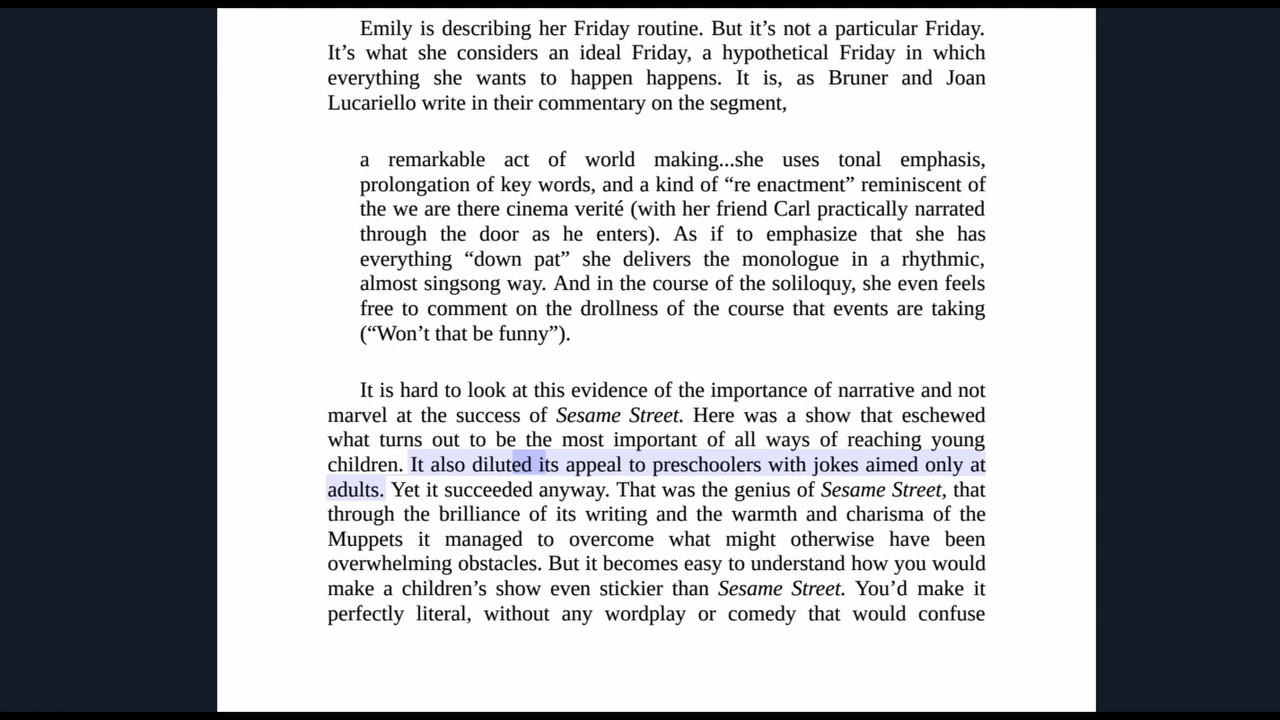 Emily is describing her Friday routine. But it’s not a particular Friday.
It’s what she considers an ideal Friday, a hypothetical Friday in which
everything she wants to happen happens. It is, as Bruner and Joan
Lucariello write in their commentary on the segment,
a remarkable act of world making...she uses tonal emphasis,
prolongation of key words, and a kind of “re enactment” reminiscent of
the we are there cinema verité (with her friend Carl practically narrated
through the door as he enters). As if to emphasize that she has
everything “down pat” she delivers the monologue in a rhythmic,
almost singsong way. And in the course of the soliloquy, she even feels
free to comment on the drollness of the course that events are taking
(“Won’t that be funny”).
It is hard to look at this evidence of the importance of narrative and not
marvel at the success of Sesame Street. Here was a show that eschewed
what turns out to be the most important of all ways of reaching young
children. It also diluted its appeal to preschoolers with jokes aimed only at
adults. Yet it succeeded anyway. That was the genius of Sesame Street, that
through the brilliance of its writing and the warmth and charisma of the
Muppets it managed to overcome what might otherwise have been
overwhelming obstacles. But it becomes easy to understand how you would
make a children’s show even stickier than Sesame Street. You’d make it
perfectly literal, without any wordplay or comedy that would confuse